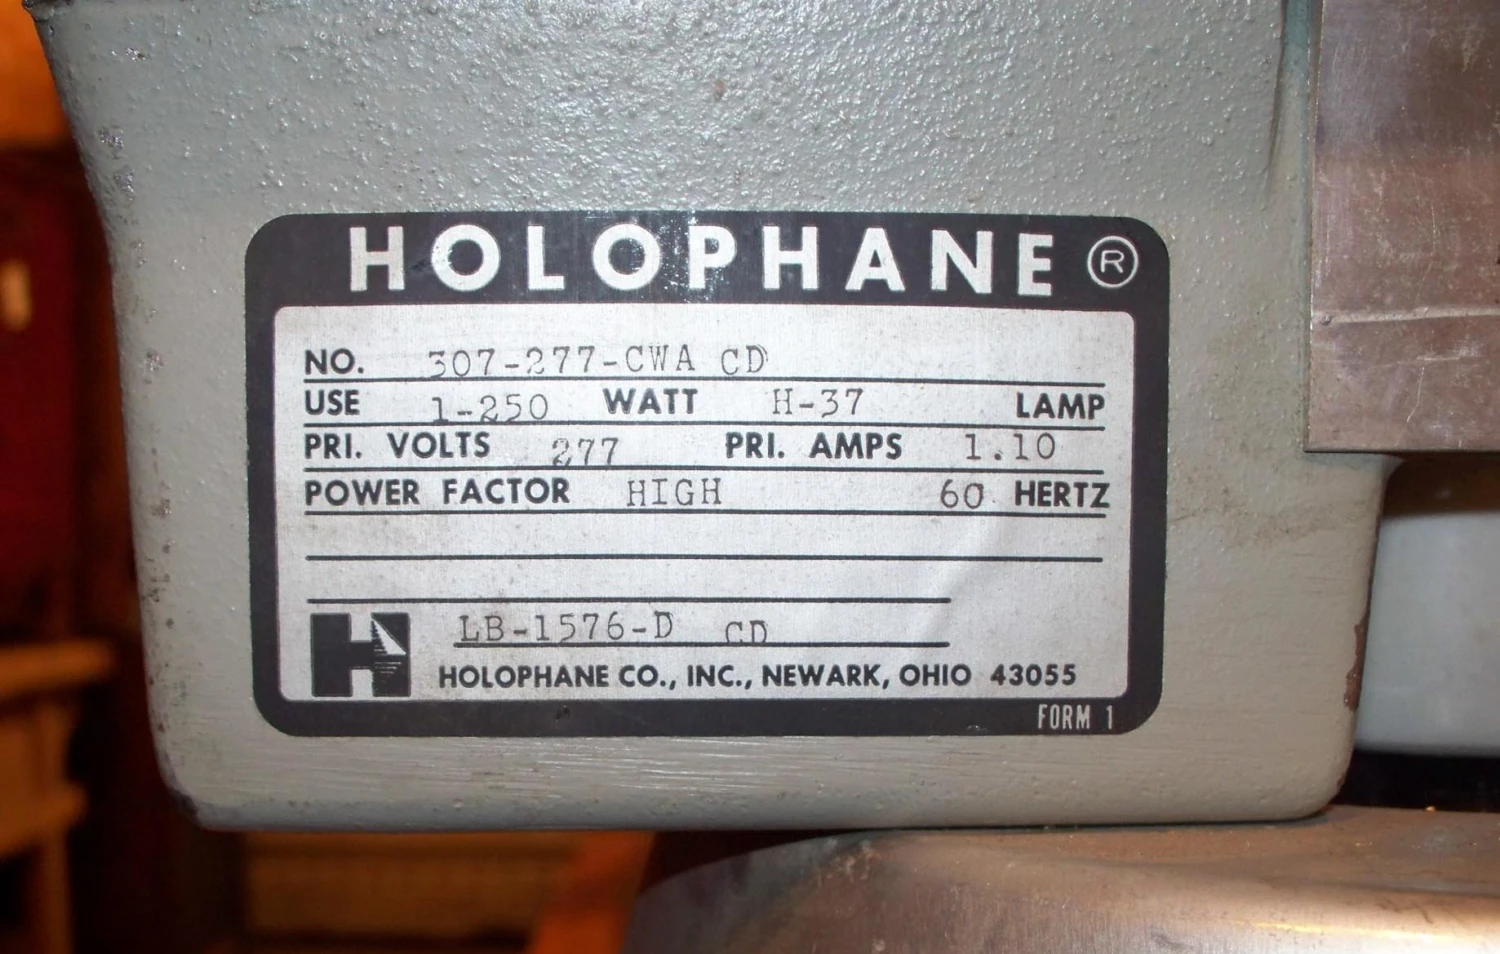 HOLOPHANE ®
NO. 307-277-CWA CD
USE 1-250 WATT H-37 LAMP
PRI. VOLTS 277 PRI. AMPS 1.10
POWER FACTOR HIGH 60 HERTZ
LB-1576-D CD
HOLOPHANE CO., INC., NEWARK, OHIO 43055
FORM 1